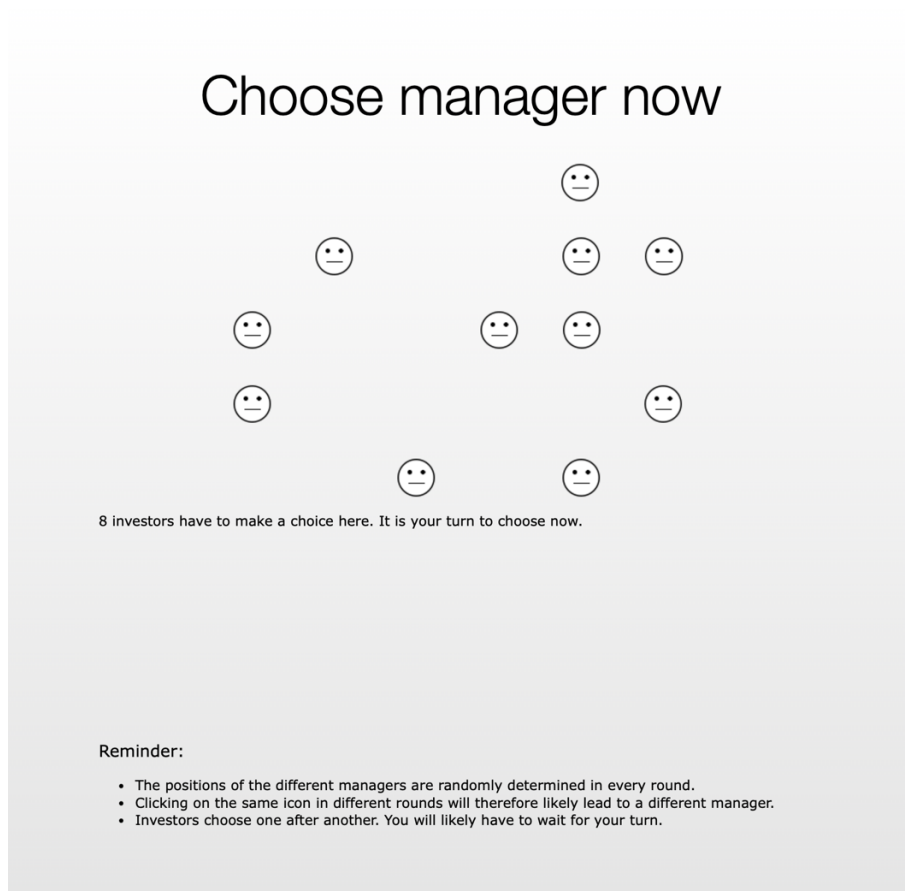 Choose manager now
8 investors have to make a choice here. It is your turn to choose now.
Reminder:
• The positions of the different managers are randomly determined in every round.
• Clicking on the same icon in different rounds will therefore likely lead to a different manager.
• Investors choose one after another. You will likely have to wait for your turn.